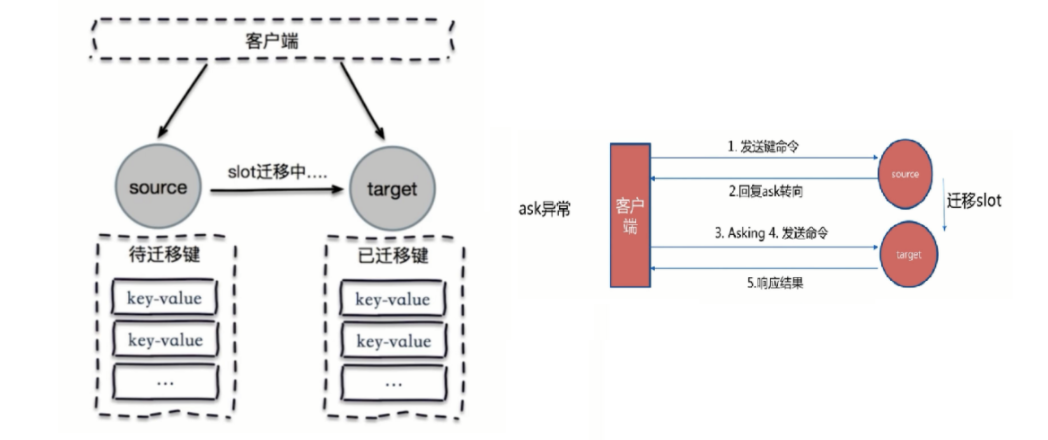 客户端
source
slot迁移中....
target
待迁移键
key-value
key-value
...
已迁移键
key-value
key-value
...
ask异常
客户端
1. 发送键命令
2.回复ask转向
3. Asking 4. 发送命令
5.响应结果
source
迁移slot
target